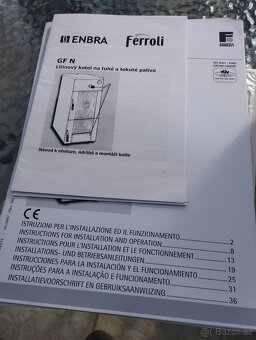 ENBRA
Ferroli
GF N
Litinový kotel na tuhé a tekuté palivo
Návod k obsluze, údržbě a montáži kotle
CE
ISTRUZIONI PER L'INSTALLAZIONE ED IL FUNZIONAMENTO 2
INSTRUCTIONS FOR INSTALLATION AND OPERATION 8
INSTRUCTIONS POUR L'INSTALLATION ET LE FONCTIONNEMENT 13
INSTALLATIONS- UND BETRIEBSANLEITUNGEN 19
INSTRUCCIONES PARA LA INSTALACIÓN Y EL FUNCIONAMIENTO 25
INSTRUÇÕES PARA A INSTALAÇÃO E FUNCIONAMENTO 31
INSTALLATIEVOORSCHRIFT EN GEBRUIKSAANWIJZING 36